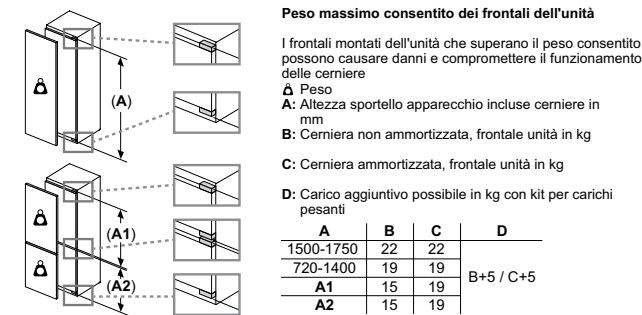 (A)
(A1)
(A2)
Peso massimo consentito dei frontali dell'unità
I frontali montati dell'unità che superano il peso consentito
possono causare danni e compromettere il funzionamento
delle cerniere
Peso
A: Altezza sportello apparecchio incluse cerniere in
mm
B: Cerniera non ammortizzata, frontale unità in kg
C: Cerniera ammortizzata, frontale unità in kg
D: Carico aggiuntivo possibile in kg con kit per carichi
pesanti
A B C D
1500-1750 22 22
720-1400 19 19
B+5 / C+5
A1 15 19
A2 15 19